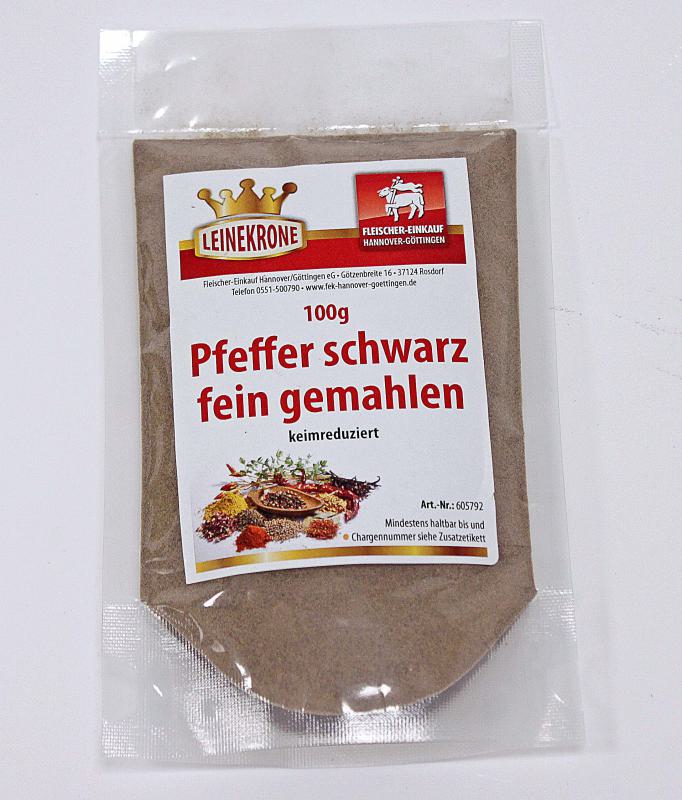 LEINEKRONE
FLEISCHER-EINKAUF
HANNOVER-GÖTTINGEN
Fleischer-Einkauf Hannover/Göttingen eG • Götzenbreite 16 • 37124 Rosdorf
Telefon 0551-500790 • www.fek-hannover-goettingen.de
100g
Pfeffer schwarz
fein gemahlen
keimreduziert
Art.-Nr.: 605792
Mindestens haltbar bis und
Chargennummer siehe Zusatzetikett